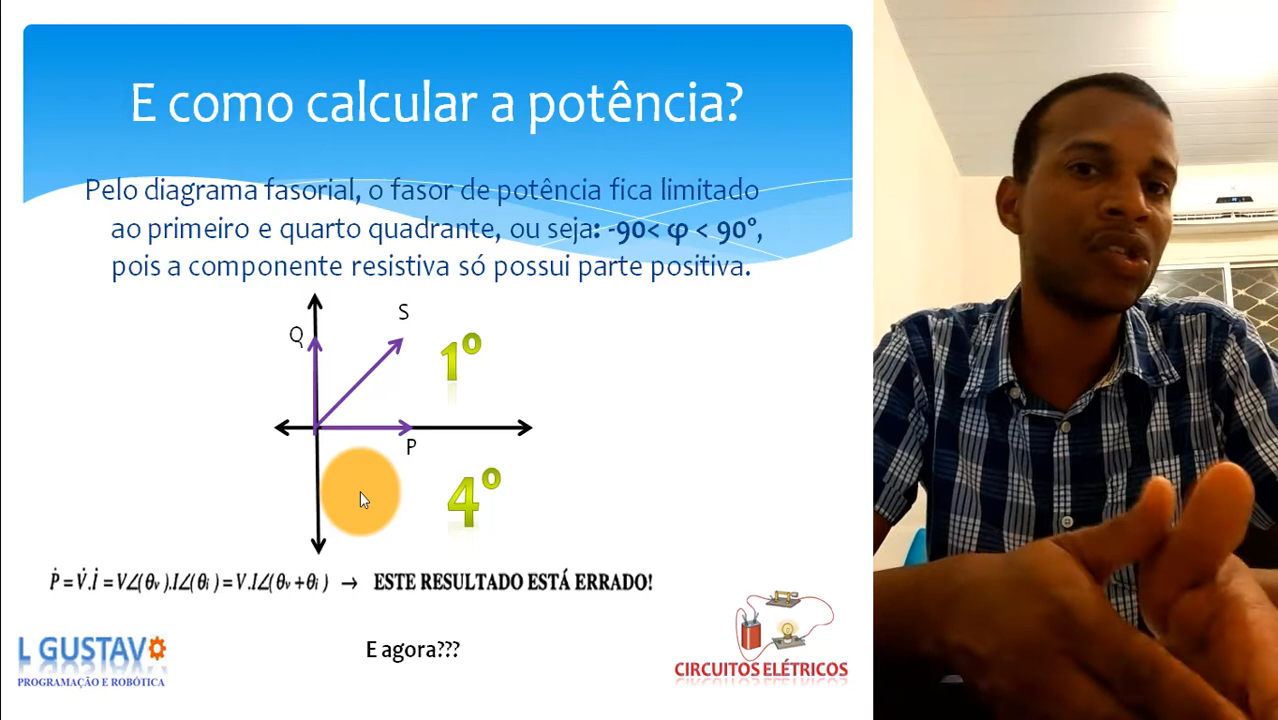 E como calcular a potência?
Pelo diagrama fasorial, o fasor de potência fica limitado
ao primeiro e quarto quadrante, ou seja: -90< φ < 90º,
pois a componente resistiva só possui parte positiva.
S
Q
1º
P
4º
Ṗ = V̇.İ = V∠(θv).I∠(θi) = V.I∠(θv+θi) → ESTE RESULTADO ESTÁ ERRADO!
E agora???
L GUSTAVO
PROGRAMAÇÃO E ROBÓTICA
CIRCUITOS ELÉTRICOS